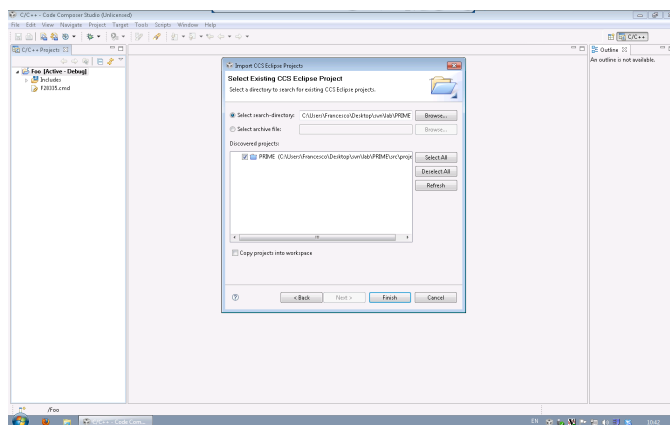 C/C++ - Code Composer Studio (Unlicensed)
File Edit View Navigate Project Target Tools Scripts Window Help
C/C++
C/C++ Projects
Outline
An outline is not available.
Foo [Active - Debug]
Includes
F28335.cmd
Import CCS Eclipse Projects
Select Existing CCS Eclipse Project
Select a directory to search for existing CCS Eclipse projects.
Select search-directory: C:\Users\Francesco\Desktop\svn\lab\PRIME Browse...
Select archive file: Browse...
Discovered projects:
PRIME (C:\Users\Francesco\Desktop\svn\lab\PRIME\src\proje
Select All
Deselect All
Refresh
Copy projects into workspace
< Back Next > Finish Cancel
/Foo
C/C++ - Code Com... EN 10:42